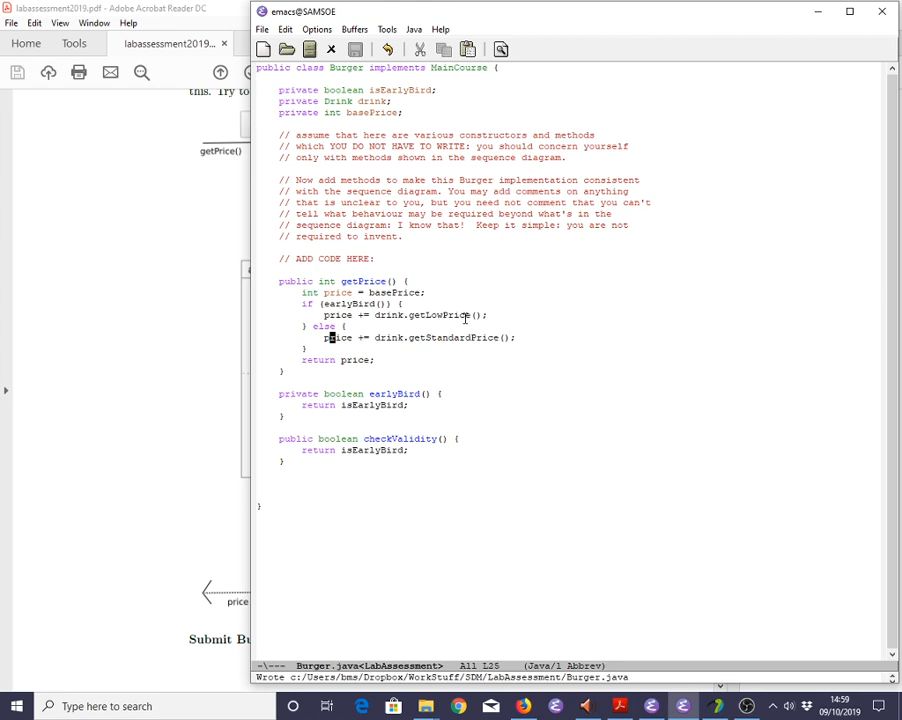 labassessment2019.pdf - Adobe Acrobat Reader DC
File Edit View Window Help
Home Tools labassessment2019... ×
this. Try to
getPrice()
price
Submit Bu
emacs@SAMSOE
File Edit Options Buffers Tools Java Help
public class Burger implements MainCourse {
private boolean isEarlyBird;
private Drink drink;
private int basePrice;
// assume that here are various constructors and methods
// which YOU DO NOT HAVE TO WRITE: you should concern yourself
// only with methods shown in the sequence diagram.
// Now add methods to make this Burger implementation consistent
// with the sequence diagram. You may add comments on anything
// that is unclear to you, but you need not comment that you can't
// tell what behaviour may be required beyond what's in the
// sequence diagram: I know that!  Keep it simple: you are not
// required to invent.
// ADD CODE HERE:
public int getPrice() {
int price = basePrice;
if (earlyBird()) {
price += drink.getLowPrice();
} else {
price += drink.getStandardPrice();
}
return price;
}
private boolean earlyBird() {
return isEarlyBird;
}
public boolean checkValidity() {
return isEarlyBird;
}
}
-\--- Burger.java<LabAssessment> All L25 (Java/l Abbrev)
Wrote c:/Users/bms/Dropbox/WorkStuff/SDM/LabAssessment/Burger.java
Type here to search
14:59
09/10/2019